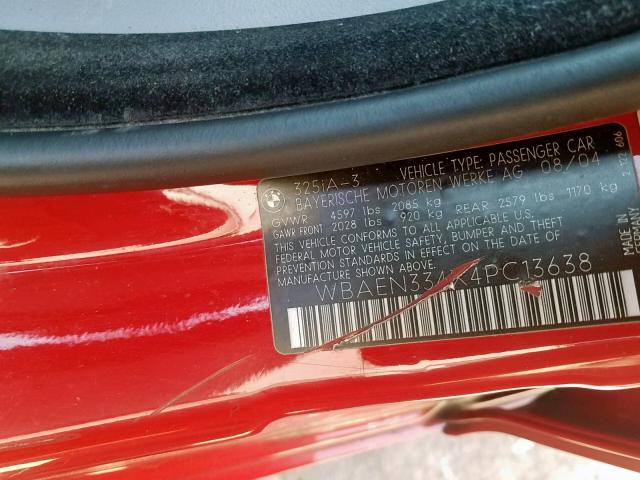 325iA-3 VEHICLE TYPE: PASSENGER CAR
BAYERISCHE MOTOREN WERKE AG 08/04
GVWR 4597 lbs 2085 kg
GAWR FRONT 2028 lbs 920 kg REAR 2579 lbs 1170 kg
THIS VEHICLE CONFORMS TO ALL APPLICABLE U.S.
FEDERAL MOTOR VEHICLE SAFETY, BUMPER AND THEFT
STANDARDS IN EFFECT ON THE DATE OF
MANUFACTURE SHOWN ABOVE.
MADE IN
GERMANY